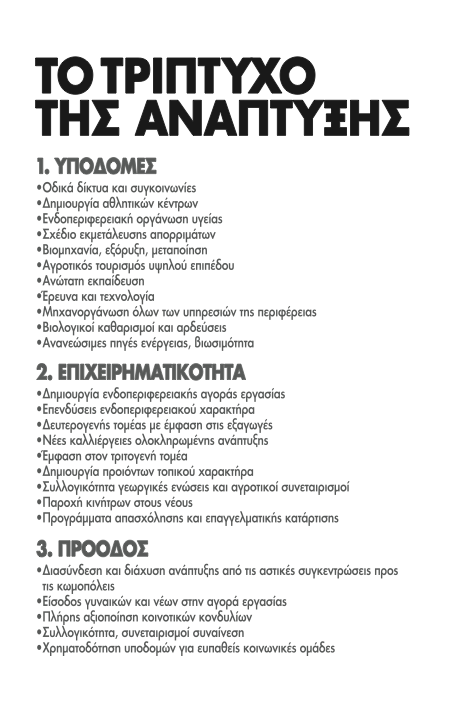 ΤΟ ΤΡΙΠΤΥΧΟ
ΤΗΣ ΑΝΑΠΤΥΞΗΣ
1. ΥΠΟΔΟΜΕΣ
•Οδικά δίκτυα και συγκοινωνίες
•Δημιουργία αθλητικών κέντρων
•Ενδοπεριφερειακή οργάνωση υγείας
•Σχέδιο εκμετάλευσης απορριμάτων
•Βιομηχανία, εξόρυξη, μεταποίηση
•Αγροτικός τουρισμός υψηλού επιπέδου
•Ανώτατη εκπαίδευση
•Έρευνα και τεχνολογία
•Μηχανοργάνωση όλων των υπηρεσιών της περιφέρειας
•Βιολογικοί καθαρισμοί και αρδεύσεις
•Ανανεώσιμες πηγές ενέργειας, βιωσιμότητα
2. ΕΠΙΧΕΙΡΗΜΑΤΙΚΟΤΗΤΑ
•Δημιουργία ενδοπεριφερειακής αγοράς εργασίας
•Επενδύσεις ενδοπεριφερειακού χαρακτήρα
•Δευτερογενής τομέας με έμφαση στις εξαγωγές
•Νέες καλλιέργειες ολοκληρωμένης ανάπτυξης
•Έμφαση στον τριτογενή τομέα
•Δημιουργία προιόντων τοπικού χαρακτήρα
•Συλλογικότητα γεωργικές ενώσεις και αγροτικοί συνεταιρισμοί
•Παροχή κινήτρων στους νέους
•Προγράμματα απασχόλησης και επαγγελματικής κατάρτισης
3. ΠΡΟΟΔΟΣ
•Διασύνδεση και διάχυση ανάπτυξης από τις αστικές συγκεντρώσεις προς
τις κωμοπόλεις
•Είσοδος γυναικών και νέων στην αγορά εργασίας
•Πλήρης αξιοποίηση κοινοτικών κονδυλίων
•Συλλογικότητα, συνεταιρισμοί συναίνεση
•Χρηματοδότηση υποδομών για ευπαθείς κοινωνικές ομάδες